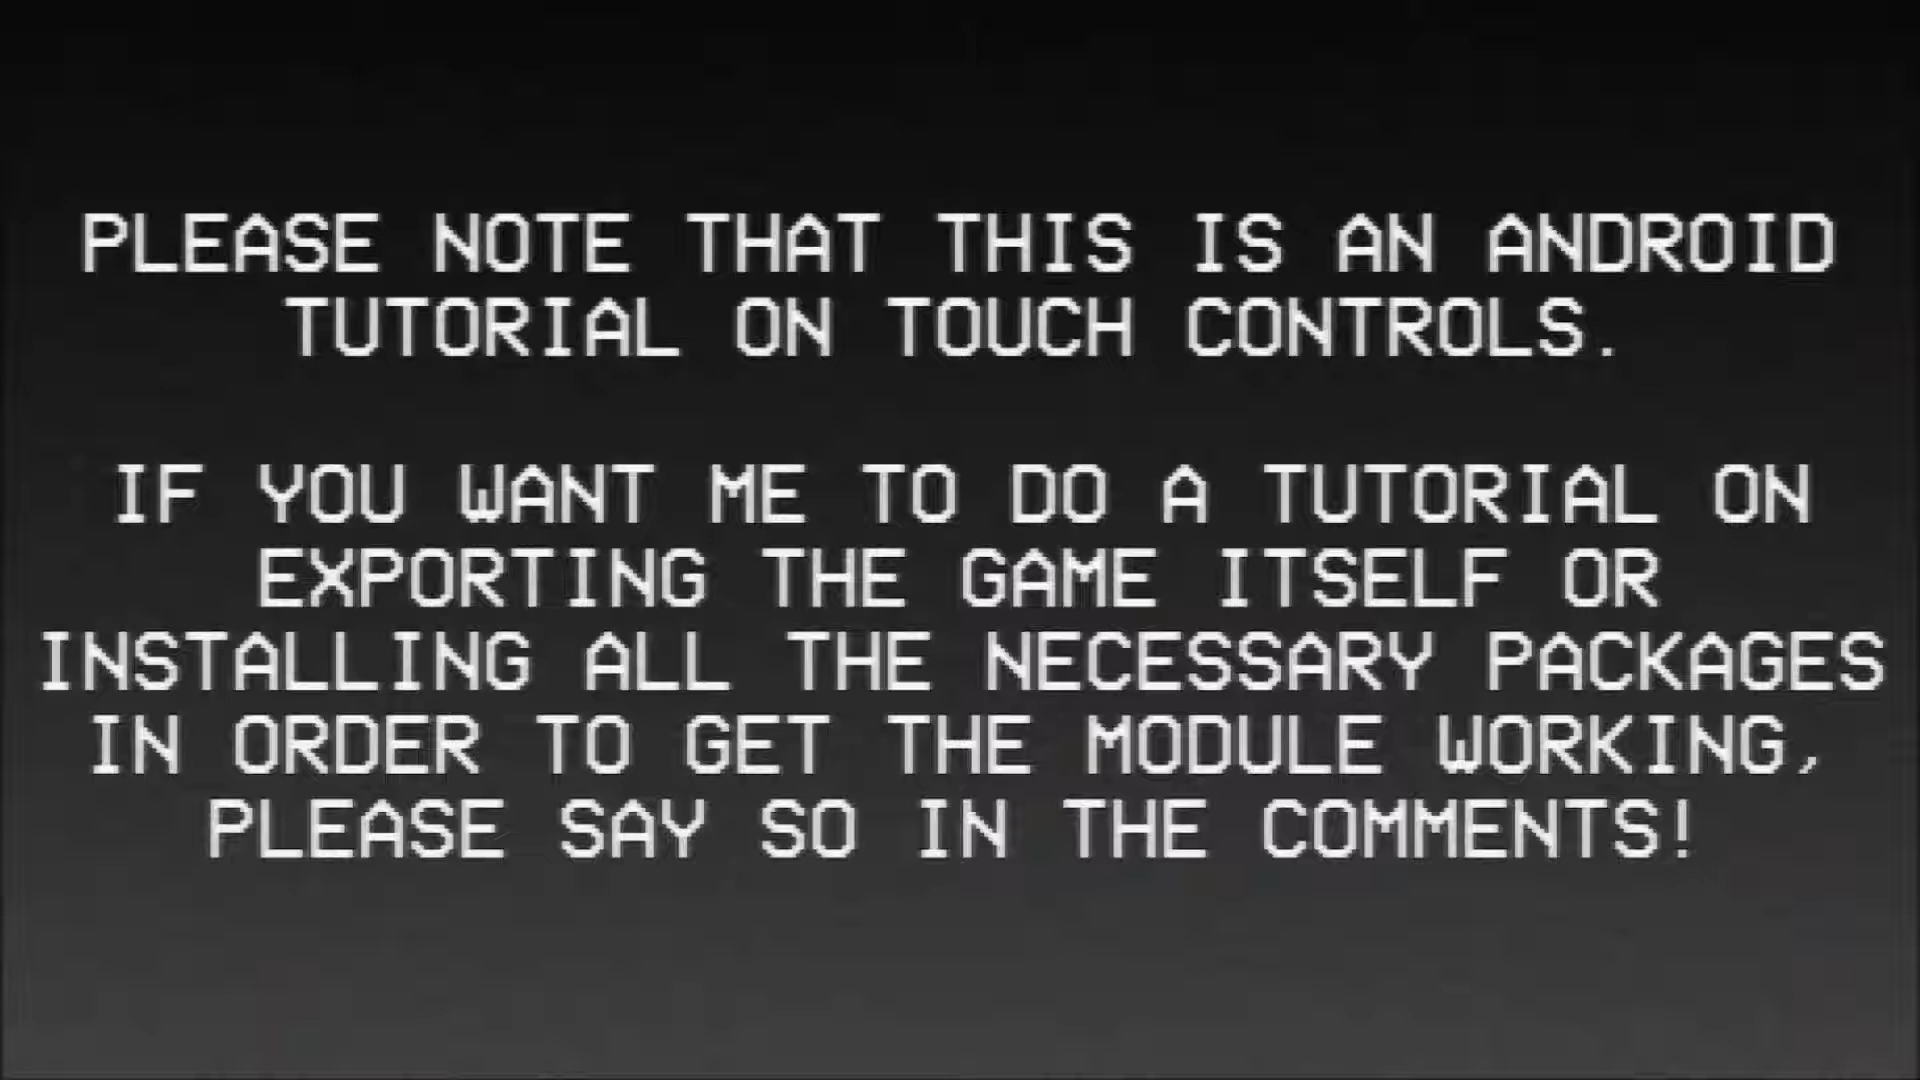 PLEASE NOTE THAT THIS IS AN ANDROID
TUTORIAL ON TOUCH CONTROLS.
IF YOU WANT ME TO DO A TUTORIAL ON
EXPORTING THE GAME ITSELF OR
INSTALLING ALL THE NECESSARY PACKAGES
IN ORDER TO GET THE MODULE WORKING,
PLEASE SAY SO IN THE COMMENTS!